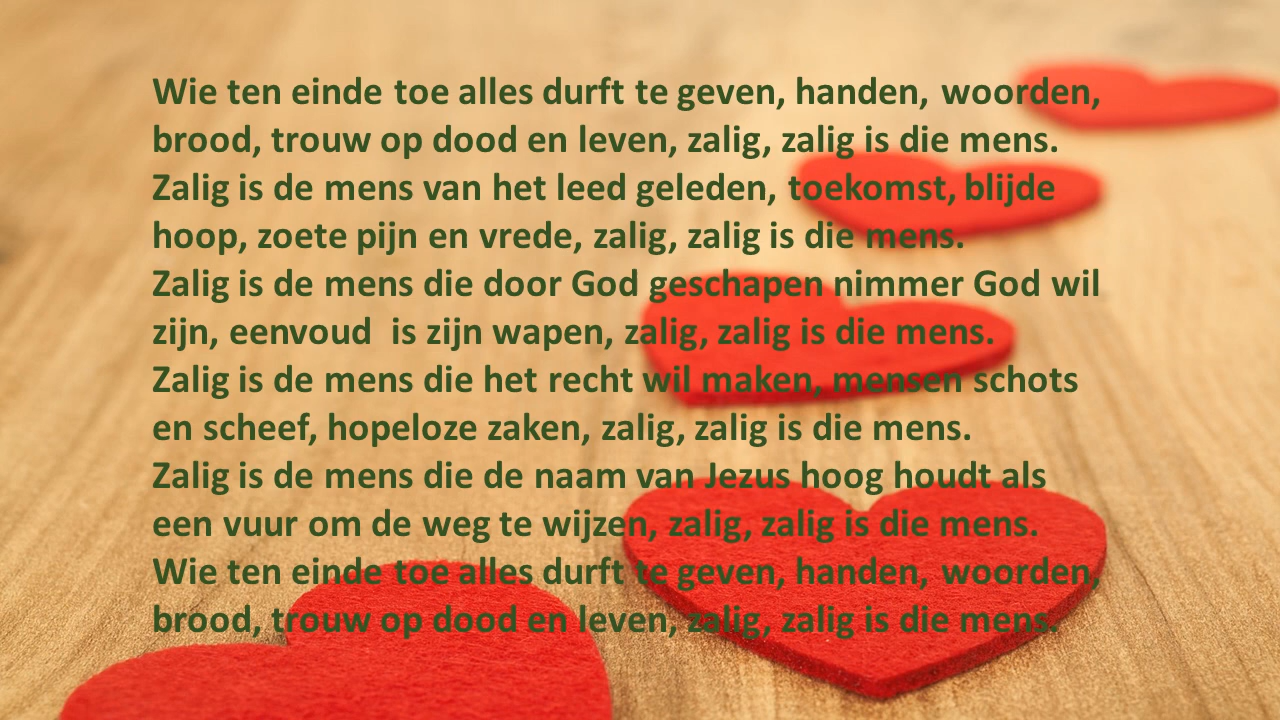 Wie ten einde toe alles durft te geven, handen, woorden,
brood, trouw op dood en leven, zalig, zalig is die mens.
Zalig is de mens van het leed geleden, toekomst, blijde
hoop, zoete pijn en vrede, zalig, zalig is die mens.
Zalig is de mens die door God geschapen nimmer God wil
zijn, eenvoud  is zijn wapen, zalig, zalig is die mens.
Zalig is de mens die het recht wil maken, mensen schots
en scheef, hopeloze zaken, zalig, zalig is die mens.
Zalig is de mens die de naam van Jezus hoog houdt als
een vuur om de weg te wijzen, zalig, zalig is die mens.
Wie ten einde toe alles durft te geven, handen, woorden,
brood, trouw op dood en leven, zalig, zalig is die mens.